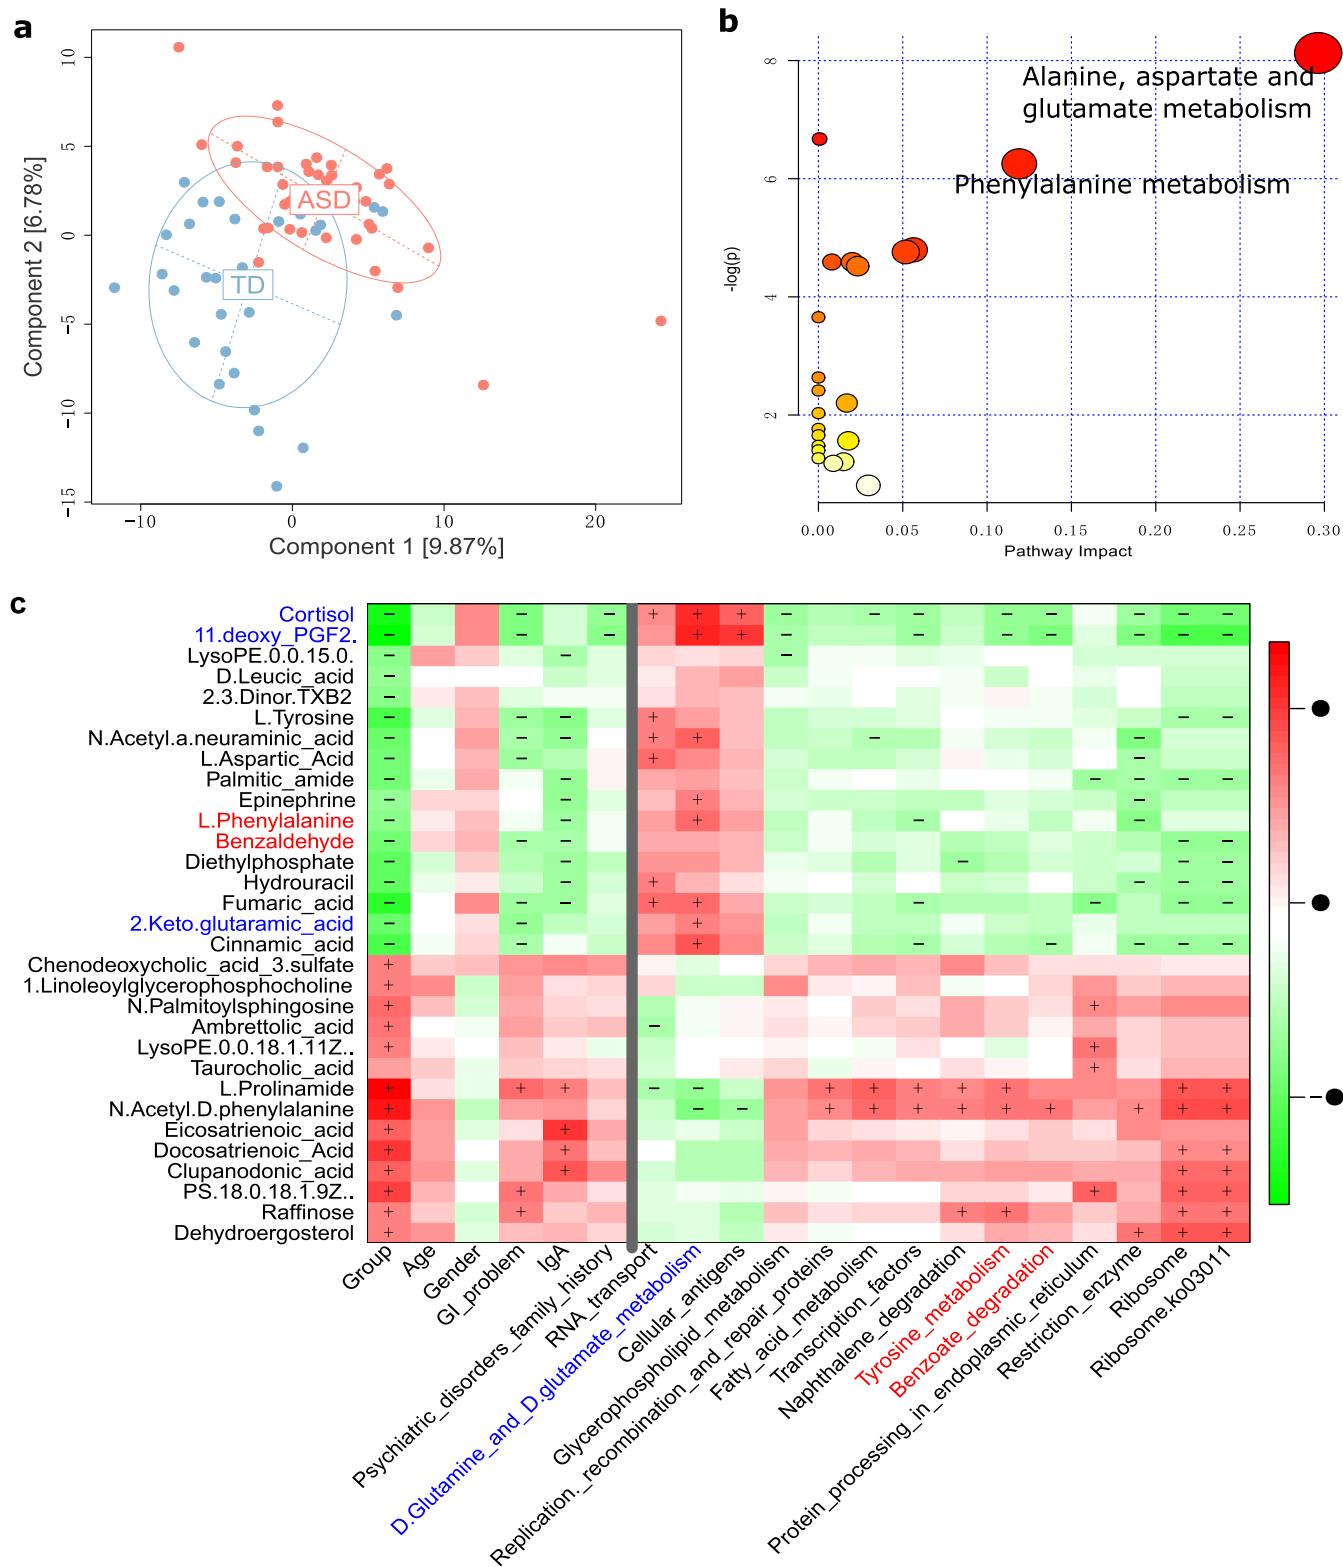 a
10
5
0
−5
−10
−15
Component 2 [6.78%]
ASD
TD
−10
0
10
20
Component 1 [9.87%]
b
8
6
4
2
-log(p)
Alanine, aspartate and
glutamate metabolism
Phenylalanine metabolism
0.00
0.05
0.10
0.15
0.20
0.25
0.30
Pathway Impact
c
Cortisol
11.deoxy_PGF2.
LysoPE.0.0.15.0.
D.Leucic_acid
2.3.Dinor.TXB2
L.Tyrosine
N.Acetyl.a.neuraminic_acid
L.Aspartic_Acid
Palmitic_amide
Epinephrine
L.Phenylalanine
Benzaldehyde
Diethylphosphate
Hydrouracil
Fumaric_acid
2.Keto.glutaramic_acid
Cinnamic_acid
Chenodeoxycholic_acid_3.sulfate
1.Linoleoylglycerophosphocholine
N.Palmitoylsphingosine
Ambrettolic_acid
LysoPE.0.0.18.1.11Z..
Taurocholic_acid
L.Prolinamide
N.Acetyl.D.phenylalanine
Eicosatrienoic_acid
Docosatrienoic_Acid
Clupanodonic_acid
PS.18.0.18.1.9Z..
Raffinose
Dehydroergosterol
Group
Age
Gender
GI_problem
IgA
Psychiatric_disorders_family_history
RNA_transport
D.Glutamine_and_D.glutamate_metabolism
Cellular_antigens
Glycerophospholipid_metabolism
Replication._recombination_and_repair_proteins
Fatty_acid_metabolism
Transcription_factors
Naphthalene_degradation
Tyrosine_metabolism
Benzoate_degradation
Protein_processing_in_endoplasmic_reticulum
Restriction_enzyme
Ribosome
Ribosome.ko03011